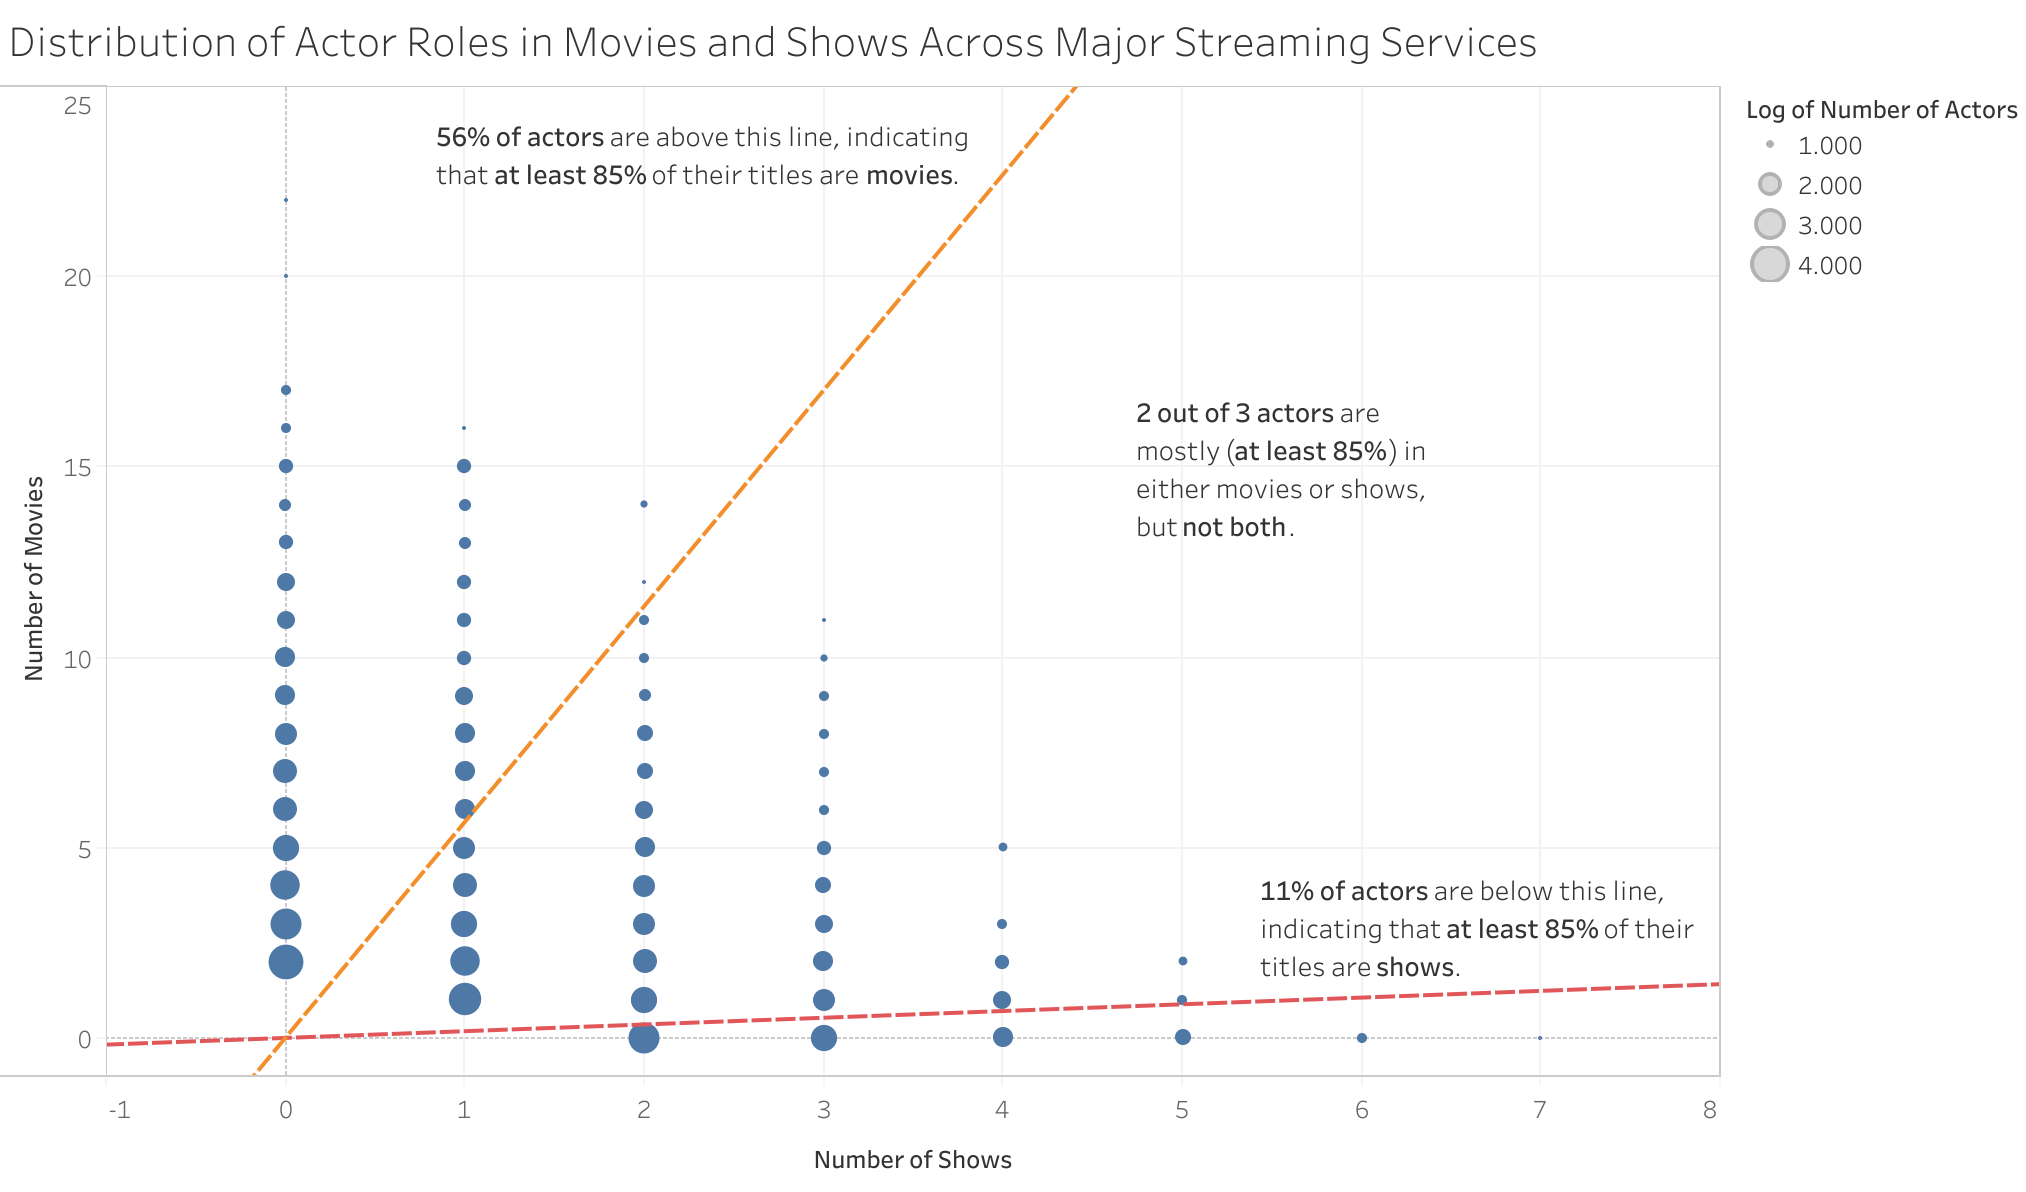 Distribution of Actor Roles in Movies and Shows Across Major Streaming Services
Log of Number of Actors
1.000
2.000
3.000
4.000
56% of actors are above this line, indicating
that at least 85% of their titles are movies.
2 out of 3 actors are
mostly (at least 85%) in
either movies or shows,
but not both.
11% of actors are below this line,
indicating that at least 85% of their
titles are shows.
Number of Movies
25
20
15
10
5
0
-1
0
1
2
3
4
5
6
7
8
Number of Shows